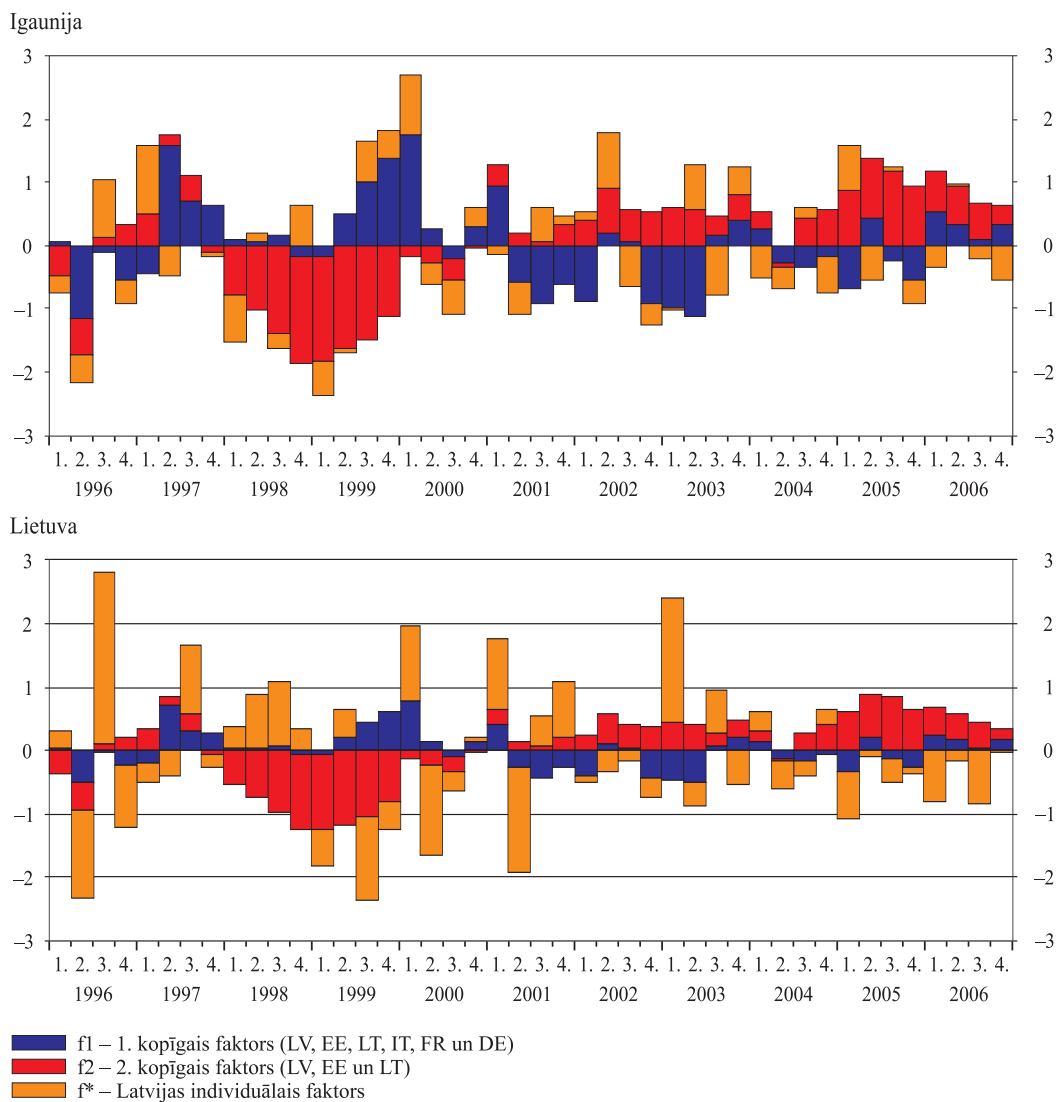 Igaunija
3 3
2 2
1 1
0 0
–1 –1
–2 –2
–3 –3
1. 2. 3. 4. 1. 2. 3. 4. 1. 2. 3. 4. 1. 2. 3. 4. 1. 2. 3. 4. 1. 2. 3. 4. 1. 2. 3. 4. 1. 2. 3. 4. 1. 2. 3. 4. 1. 2. 3. 4. 1. 2. 3. 4.
1996 1997 1998 1999 2000 2001 2002 2003 2004 2005 2006
Lietuva
3 3
2 2
1 1
0 0
–1 –1
–2 –2
–3 –3
1. 2. 3. 4. 1. 2. 3. 4. 1. 2. 3. 4. 1. 2. 3. 4. 1. 2. 3. 4. 1. 2. 3. 4. 1. 2. 3. 4. 1. 2. 3. 4. 1. 2. 3. 4. 1. 2. 3. 4. 1. 2. 3. 4.
1996 1997 1998 1999 2000 2001 2002 2003 2004 2005 2006
f1 – 1. kopīgais faktors (LV, EE, LT, IT, FR un DE)
f2 – 2. kopīgais faktors (LV, EE un LT)
f* – Latvijas individuālais faktors